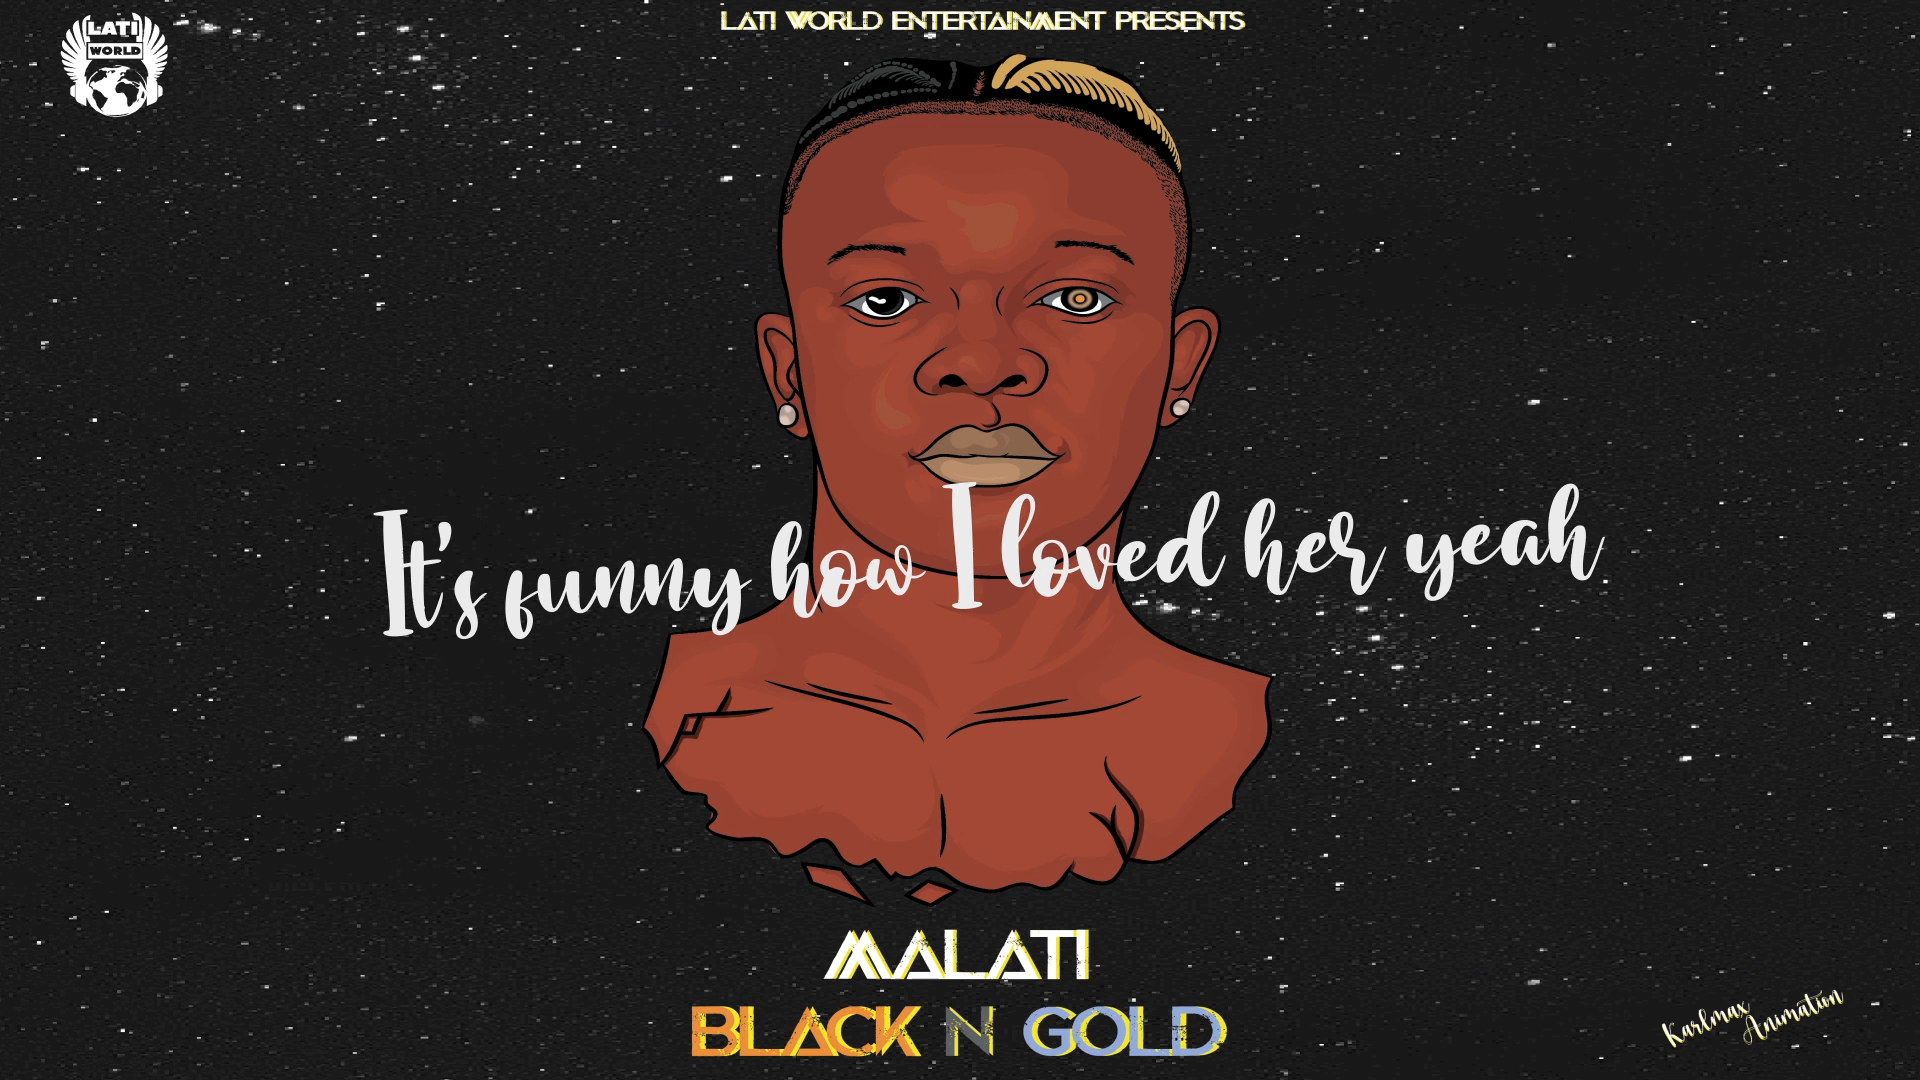 LATI
WORLD
LATI WORLD ENTERTAINMENT PRESENTS
It's funny how I loved her yeah
MALATI
BLACK N GOLD
Karlmax
Animation